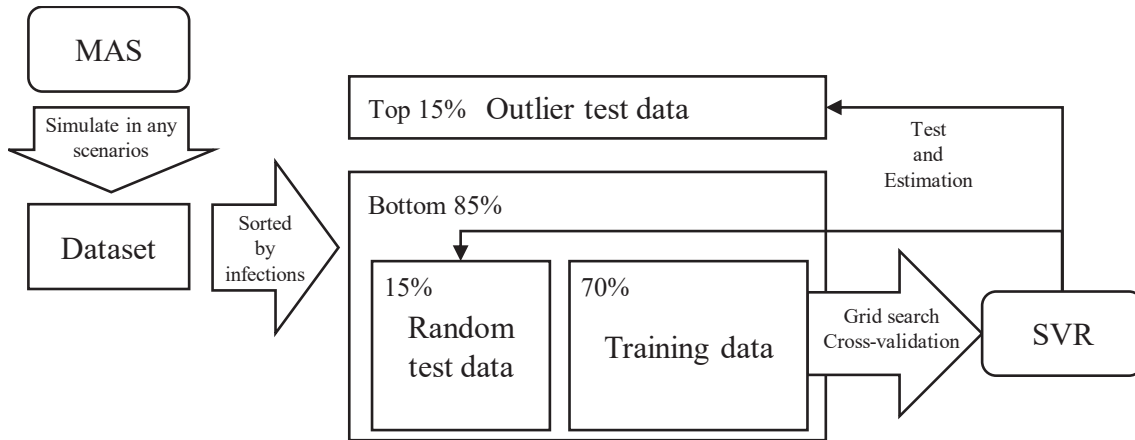 MAS
Simulate in any
scenarios
Dataset
Sorted
by
infections
Top 15% Outlier test data
Bottom 85%
15%
Random
test data
70%
Training data
Grid search
Cross-validation
SVR
Test
and
Estimation